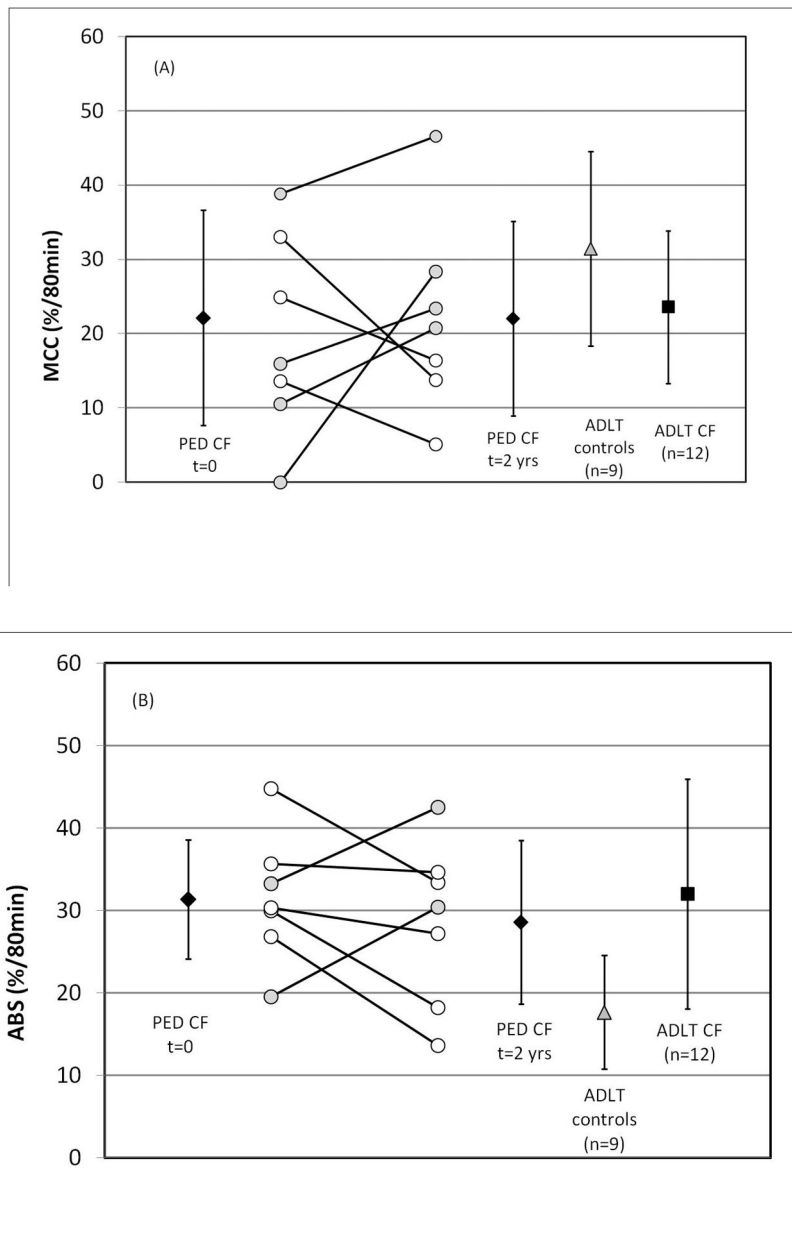 60
(A)
50
40
30
20
10
0
MCC (%/80min)
PED CF
t=0
PED CF
t=2 yrs
ADLT
controls
(n=9)
ADLT CF
(n=12)
60
(B)
50
40
30
20
10
0
ABS (%/80min)
PED CF
t=0
PED CF
t=2 yrs
ADLT
controls
(n=9)
ADLT CF
(n=12)